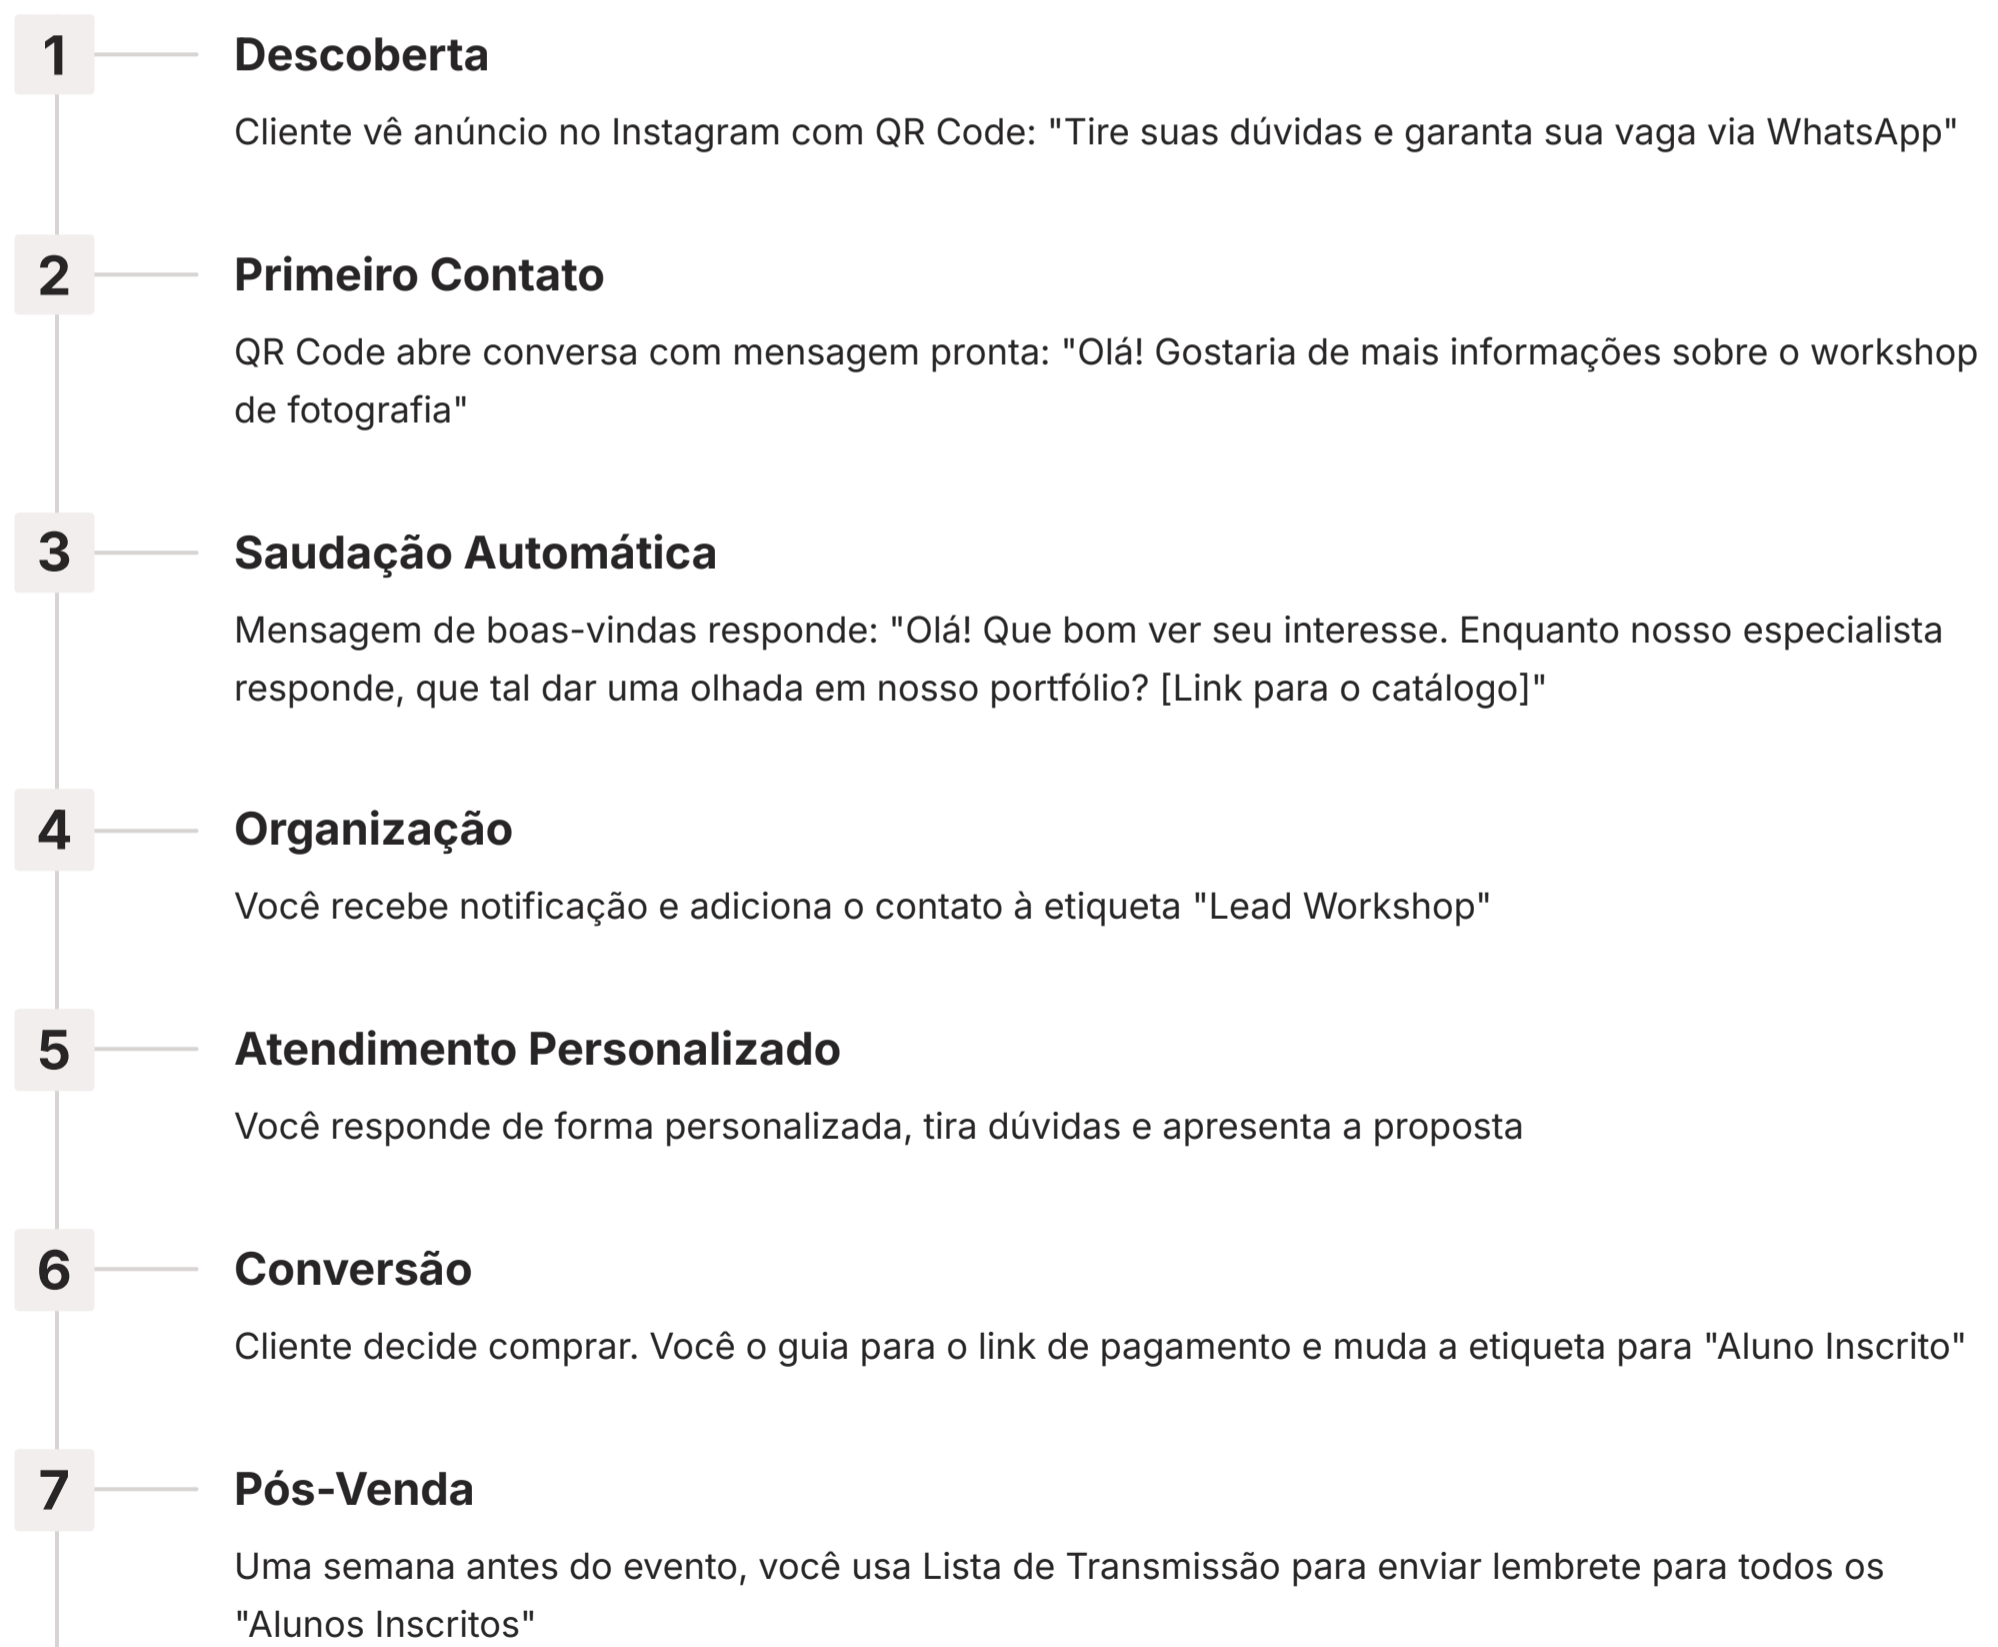 1
Descoberta
Cliente vê anúncio no Instagram com QR Code: "Tire suas dúvidas e garanta sua vaga via WhatsApp"
2
Primeiro Contato
QR Code abre conversa com mensagem pronta: "Olá! Gostaria de mais informações sobre o workshop
de fotografia"
3
Saudação Automática
Mensagem de boas-vindas responde: "Olá! Que bom ver seu interesse. Enquanto nosso especialista
responde, que tal dar uma olhada em nosso portfólio? [Link para o catálogo]"
4
Organização
Você recebe notificação e adiciona o contato à etiqueta "Lead Workshop"
5
Atendimento Personalizado
Você responde de forma personalizada, tira dúvidas e apresenta a proposta
6
Conversão
Cliente decide comprar. Você o guia para o link de pagamento e muda a etiqueta para "Aluno Inscrito"
7
Pós-Venda
Uma semana antes do evento, você usa Lista de Transmissão para enviar lembrete para todos os
"Alunos Inscritos"